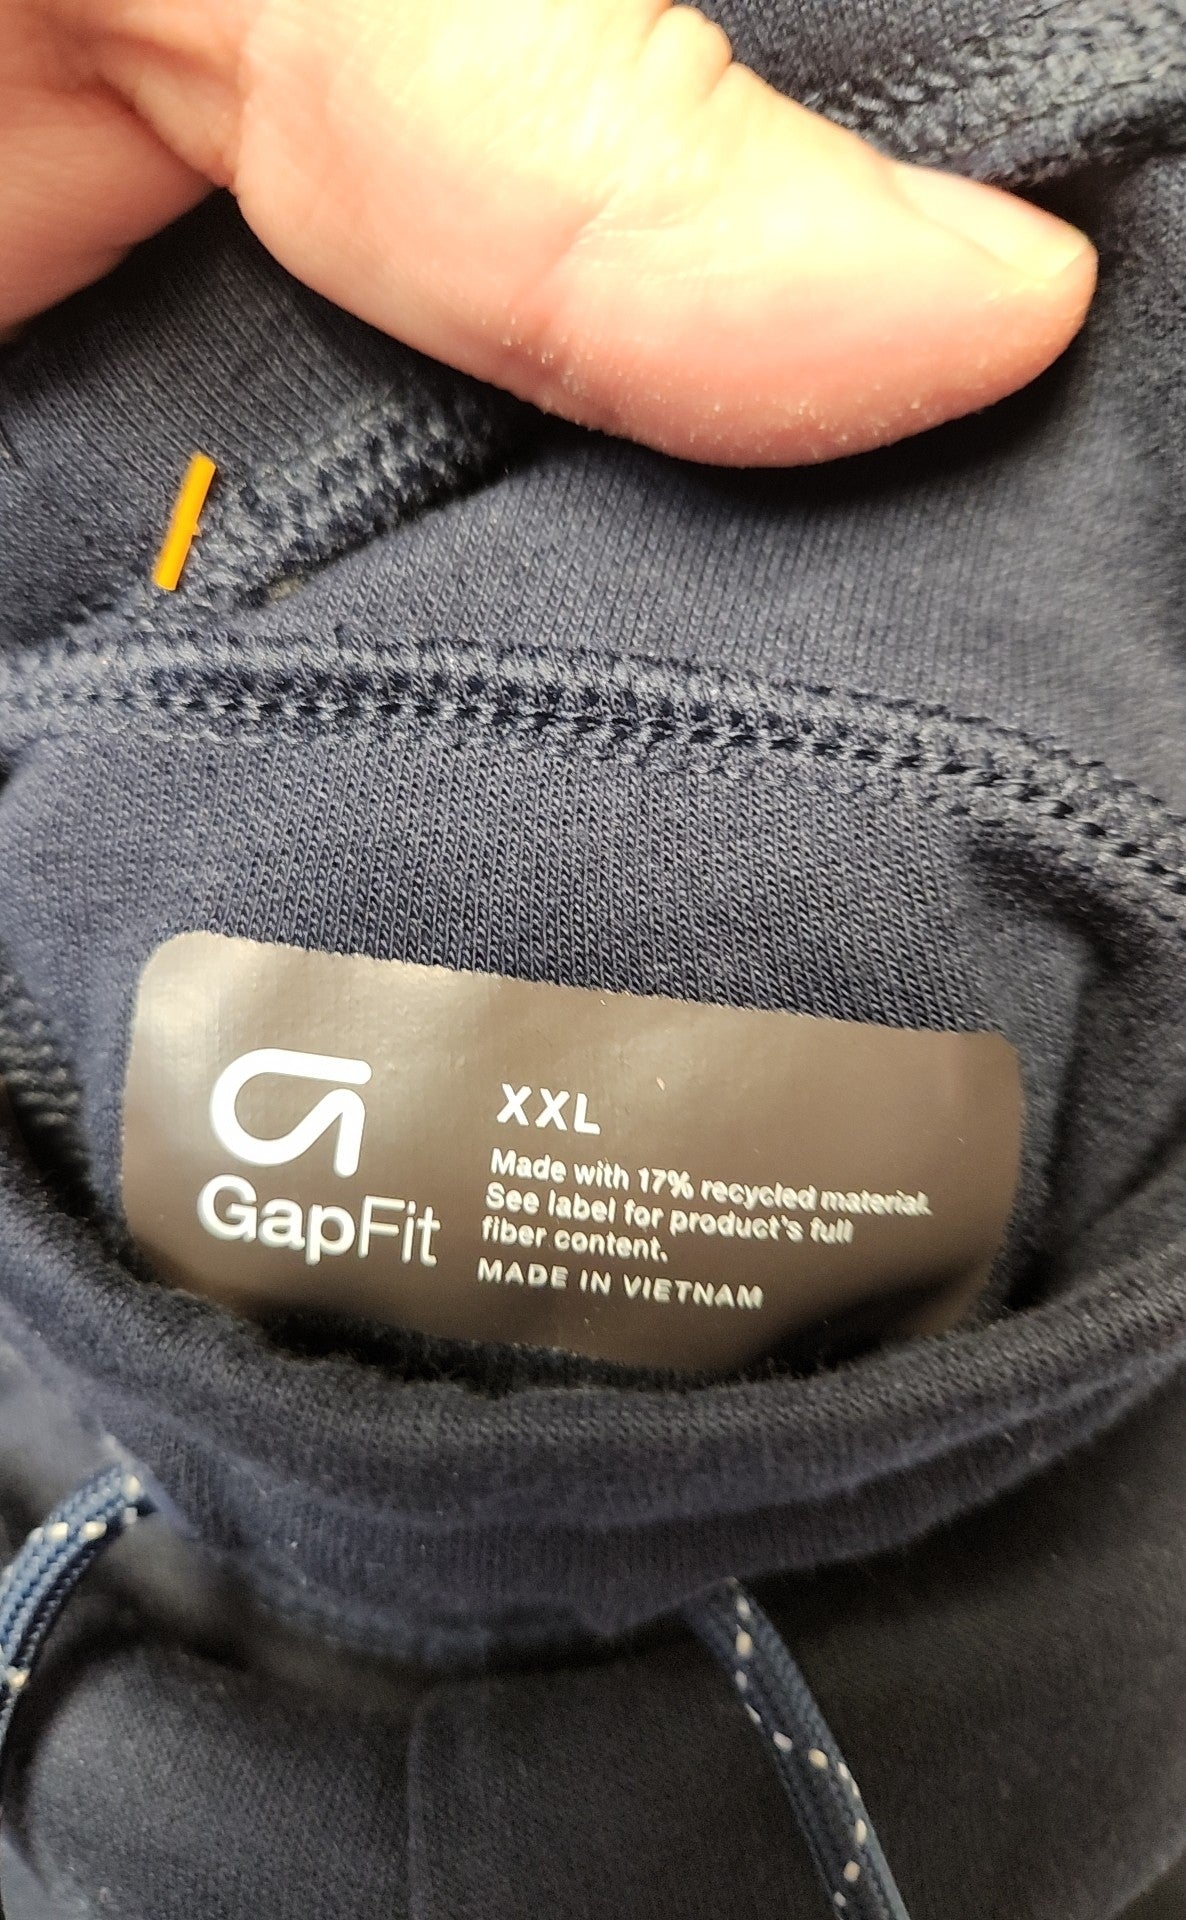 GapFit
XXL
Made with 17% recycled material.
See label for product's full
fiber content.
MADE IN VIETNAM